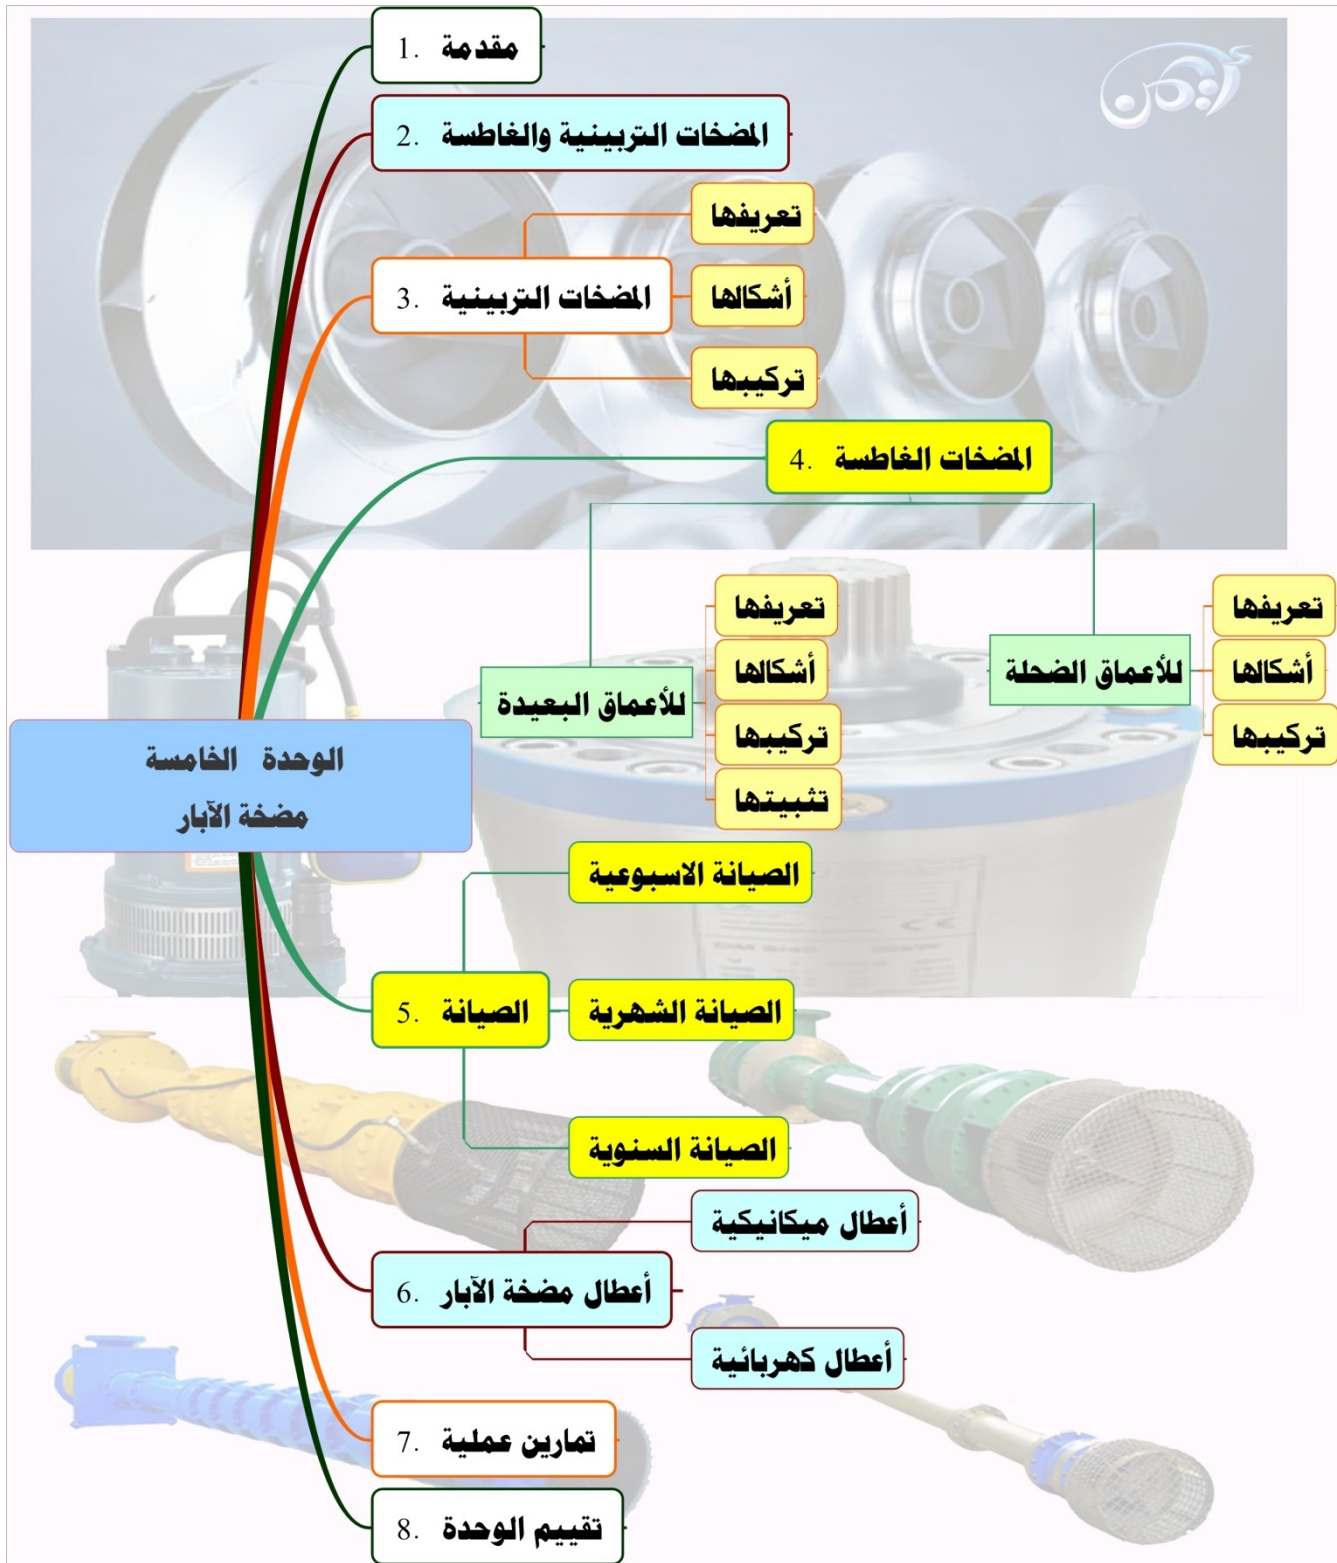 1. مقدمة
2. المضخات التربينية والغاطسة
3. المضخات التربينية
تعريفها
أشكالها
تركيبها
4. المضخات الغاطسة
للأعماق الضحلة
تعريفها
أشكالها
تركيبها
للأعماق البعيدة
تعريفها
أشكالها
تركيبها
تثبيتها
الوحدة الخامسة
مضخة الآبار
5. الصيانة
الصيانة الاسبوعية
الصيانة الشهرية
الصيانة السنوية
6. أعطال مضخة الآبار
أعطال ميكانيكية
أعطال كهربائية
7. تمارين عملية
8. تقييم الوحدة